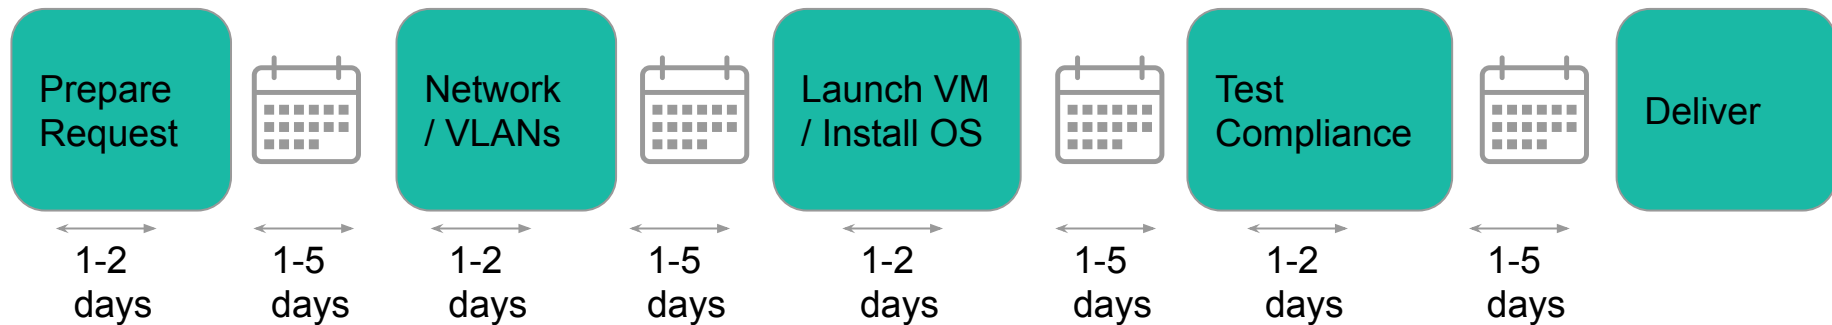 Prepare
Request
Network
/ VLANs
Launch VM
/ Install OS
Test
Compliance
Deliver
1-2
days
1-5
days
1-2
days
1-5
days
1-2
days
1-5
days
1-2
days
1-5
days